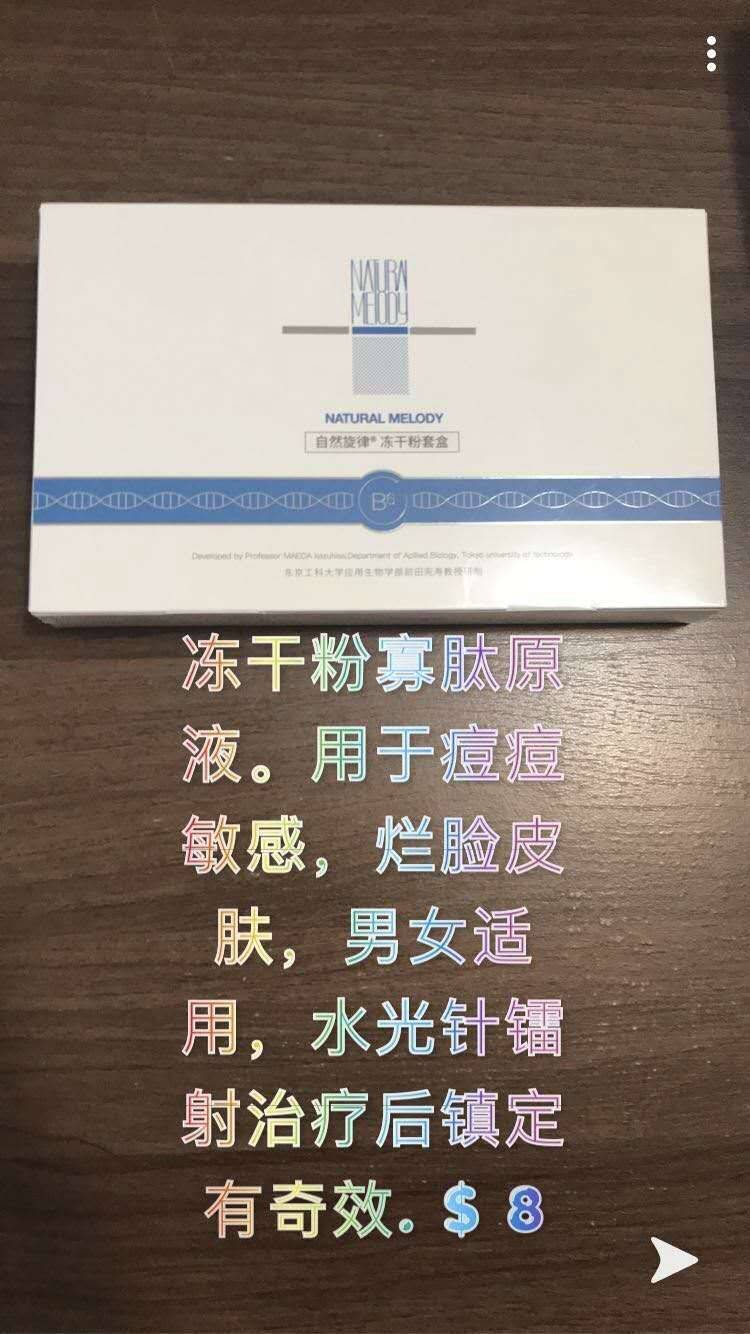 NATURAL
MELODY
NATURAL MELODY
自然旋律® 冻干粉套盒
B
Developed by Professor MAEDA kazuhisa,Department of Apllied Biology, Tokyo university of technology
东京工科大学应用生物学部前田宪寿教授研制
冻干粉寡肽原
液。用于痘痘
敏感，烂脸皮
肤，男女适
用，水光针镭
射治疗后镇定
有奇效. $ 8